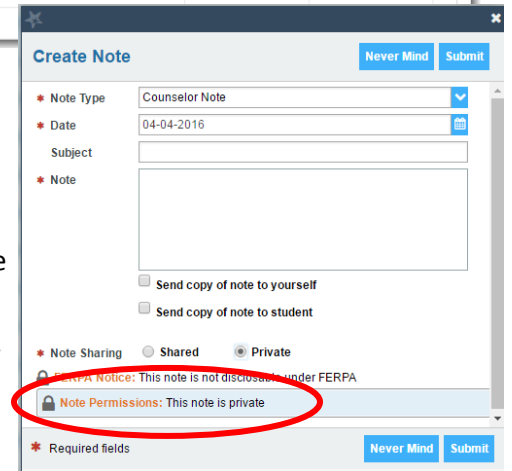 Create Note
Never Mind Submit
* Note Type Counselor Note
* Date 04-04-2016
Subject
* Note
e
Send copy of note to yourself
Send copy of note to student
* Note Sharing Shared Private
FERPA Notice: This note is not disclosable under FERPA
Note Permissions: This note is private
* Required fields Never Mind Submit